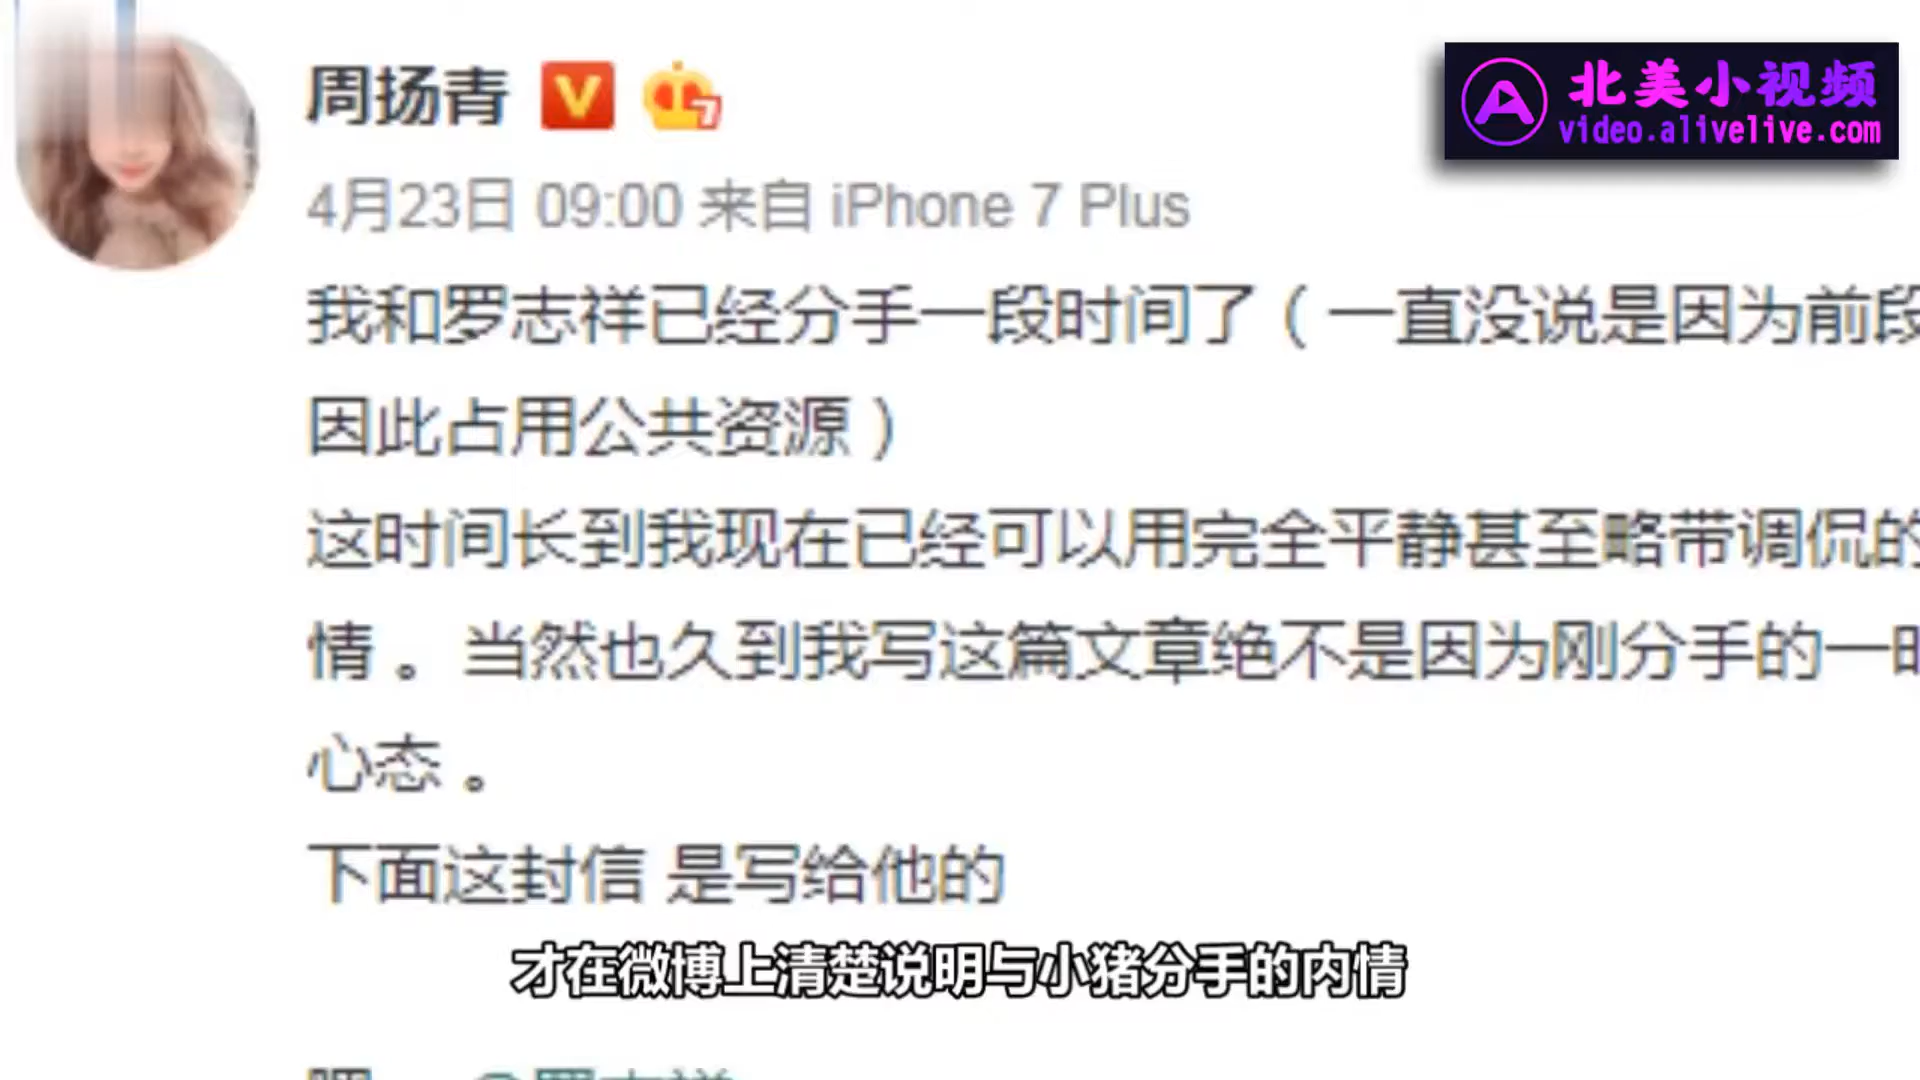 周扬青
4月23日 09:00 来自 iPhone 7 Plus
北美小视频
video.alivelive.com
我和罗志祥已经分手一段时间了（一直没说是因为前段
因此占用公共资源）
这时间长到我现在已经可以用完全平静甚至略带调侃的
情。当然也久到我写这篇文章绝不是因为刚分手的一时
心态。
下面这封信 是写给他的
才在微博上清楚说明与小猪分手的内情